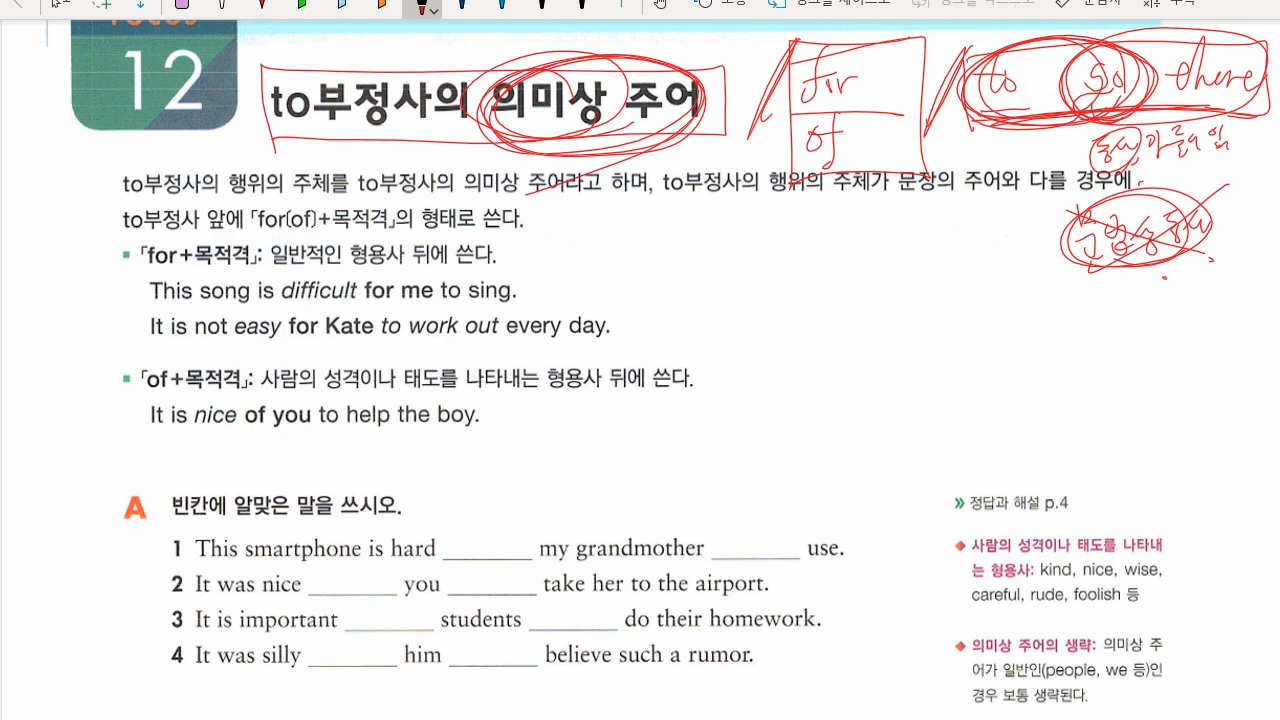 12
to부정사의 의미상 주어
for
of
to go there
to부정사의 행위의 주체를 to부정사의 의미상 주어라고 하며, to부정사의 행위의 주체가 문장의 주어와 다를 경우에
to부정사 앞에 「for(of)+목적격」의 형태로 쓴다.
「for+목적격」: 일반적인 형용사 뒤에 쓴다.
This song is difficult for me to sing.
It is not easy for Kate to work out every day.
「of+목적격」: 사람의 성격이나 태도를 나타내는 형용사 뒤에 쓴다.
It is nice of you to help the boy.
A 빈칸에 알맞은 말을 쓰시오.
1 This smartphone is hard ________ my grandmother ________ use.
2 It was nice ________ you ________ take her to the airport.
3 It is important ________ students ________ do their homework.
4 It was silly ________ him ________ believe such a rumor.
정답과 해설 p.4
사람의 성격이나 태도를 나타내
는 형용사: kind, nice, wise,
careful, rude, foolish 등
의미상 주어의 생략: 의미상 주
어가 일반인(people, we 등)인
경우 보통 생략된다.